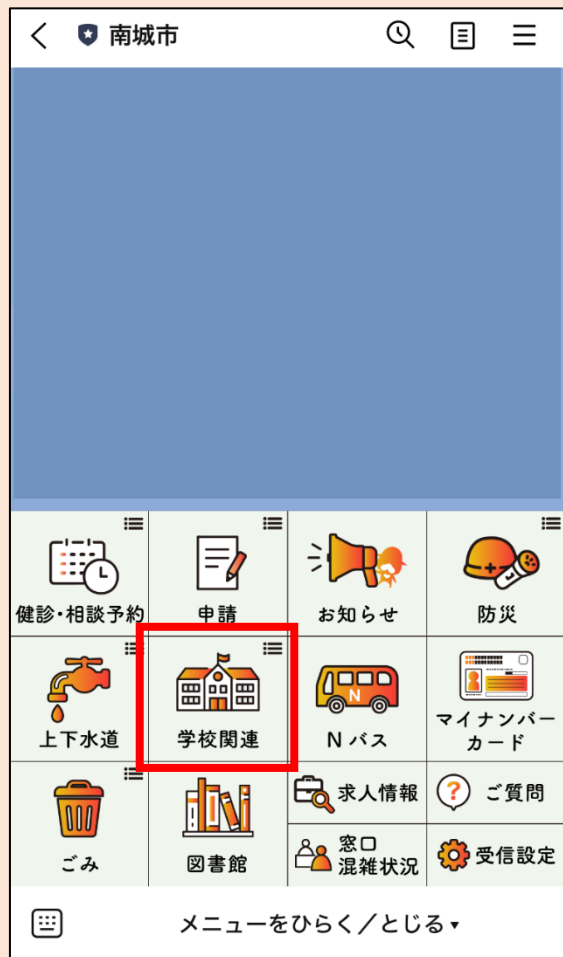 南城市
健診・相談予約
申請
お知らせ
防災
上下水道
学校関連
N
Nバス
マイナンバー
カード
ごみ
図書館
求人情報
?
ご質問
窓口
混雑状況
受信設定
メニューをひらく／とじる▾